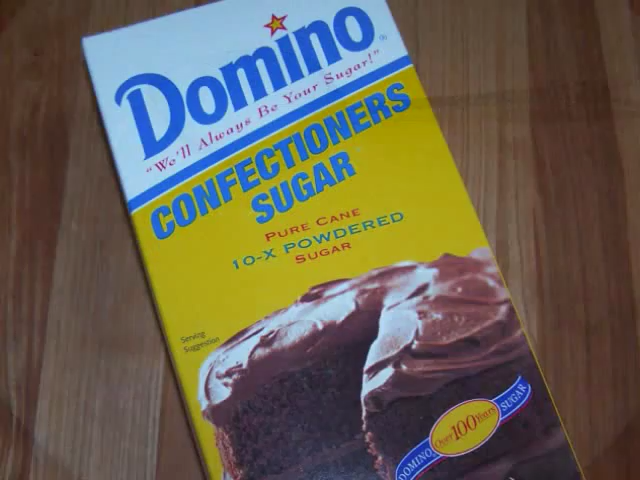 Domino
"We'll Always Be Your Sugar!"
CONFECTIONERS
SUGAR
PURE CANE
10-X POWDERED
SUGAR
Serving
Suggestion
DOMINO Over 100 Years SUGAR